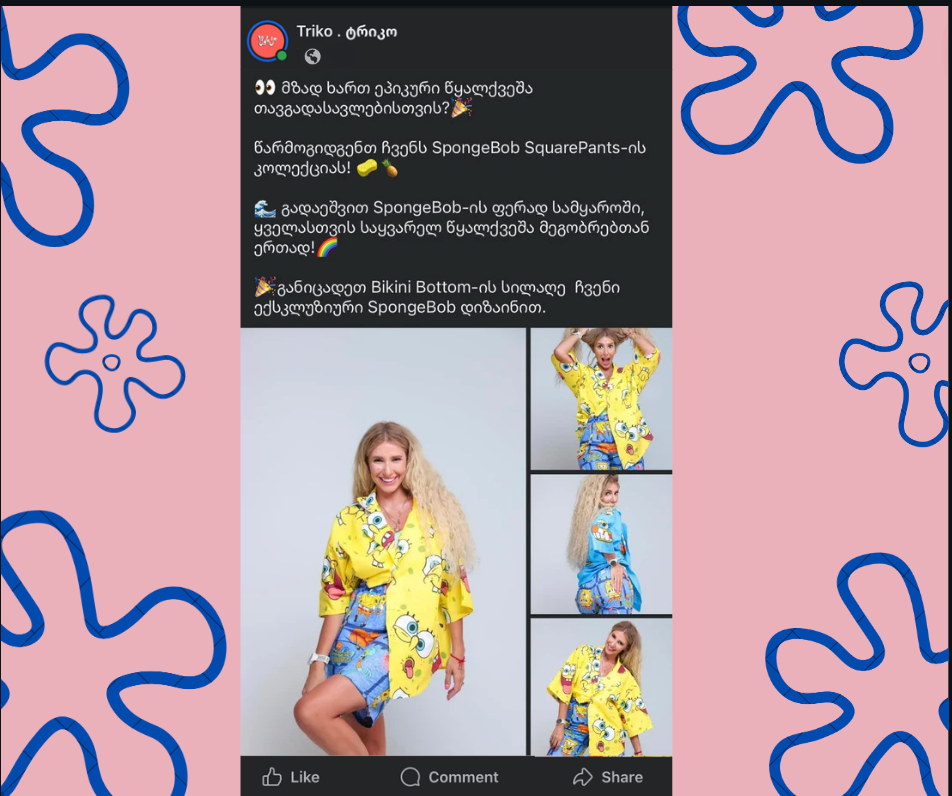 Triko . ტრიკო
👀 მზად ხართ ეპიკური წყალქვეშა
თავგადასავლებისთვის?🎉
წარმოგიდგენთ ჩვენს SpongeBob SquarePants-ის
კოლექციას! 🧽🍍
🌊 გადაეშვით SpongeBob-ის ფერად სამყაროში,
ყველასთვის საყვარელ წყალქვეშა მეგობრებთან
ერთად!🌈
🎉განიცადეთ Bikini Bottom-ის სილაღე ჩვენი
ექსკლუზიური SpongeBob დიზაინით.
Like
Comment
Share